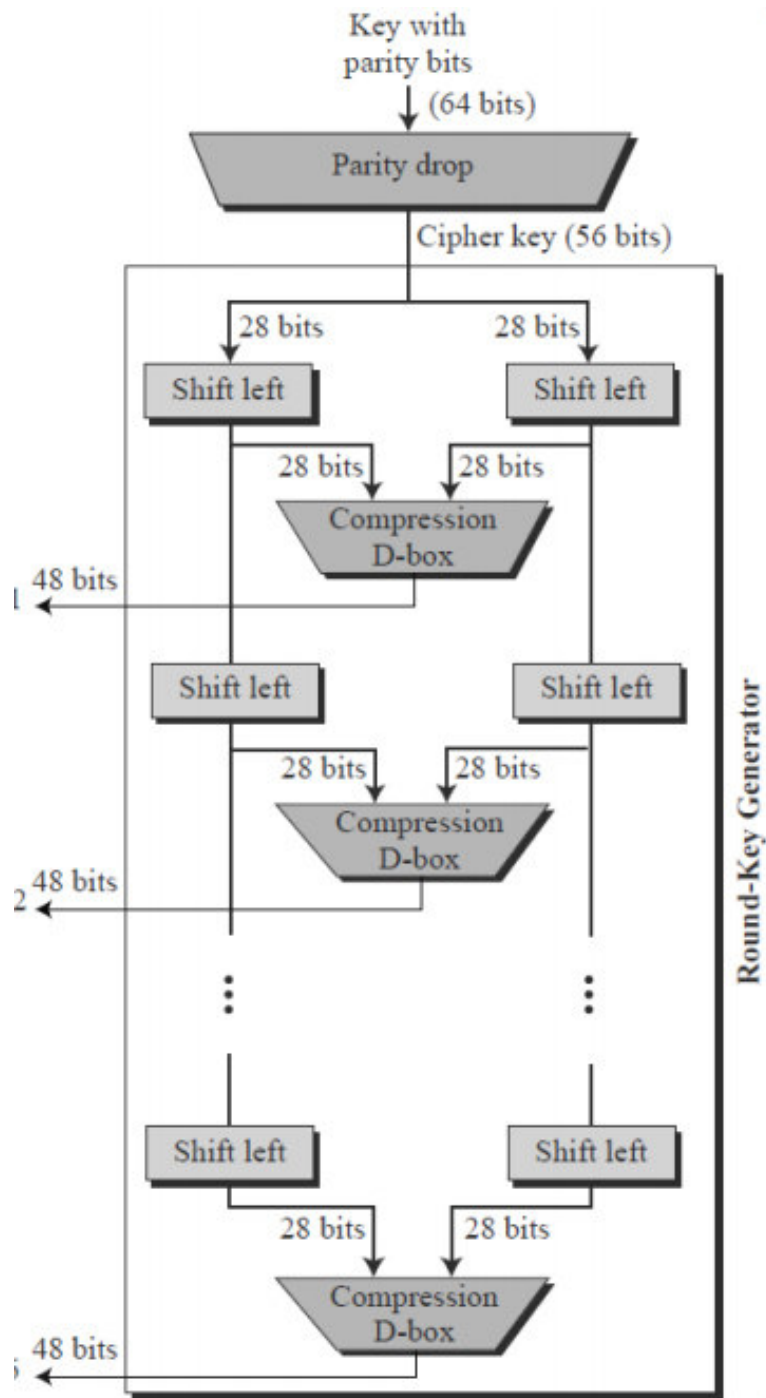 Key with
parity bits
(64 bits)
Parity drop
Cipher key (56 bits)
28 bits
28 bits
Shift left
Shift left
28 bits
28 bits
Compression
D-box
48 bits
1
Shift left
Shift left
28 bits
28 bits
Compression
D-box
48 bits
2
Round-Key Generator
Shift left
Shift left
28 bits
28 bits
Compression
D-box
48 bits